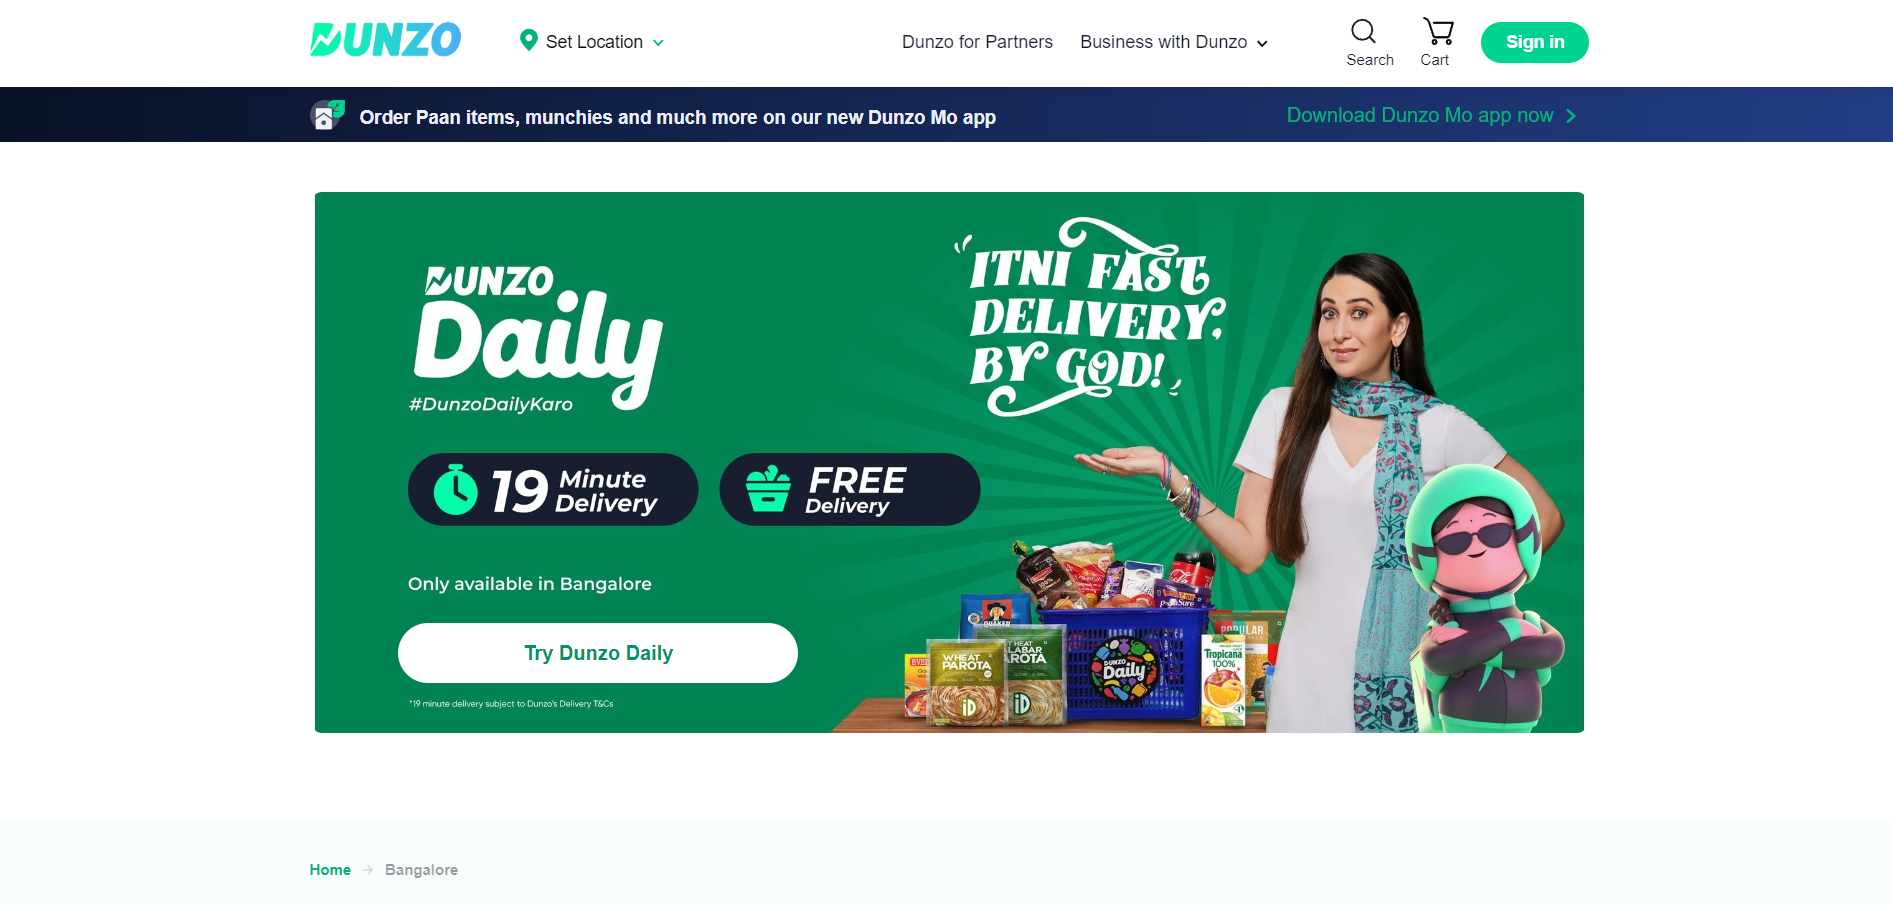 DUNZO
Set Location
Dunzo for Partners
Business with Dunzo
Search
Cart
Sign in
Order Paan items, munchies and much more on our new Dunzo Mo app
Download Dunzo Mo app now
DUNZO
Daily
#DunzoDailyKaro
19 Minute
Delivery
FREE
Delivery
Only available in Bangalore
Try Dunzo Daily
*19 minute delivery subject to Dunzo's Delivery T&Cs
"ITNI FAST
DELIVERY,
BY GOD!"
QUAKER
WHEAT
PAROTA
iD
iD
DUNZO
Daily
POPULAR
Tropicana
100%
Home
Bangalore